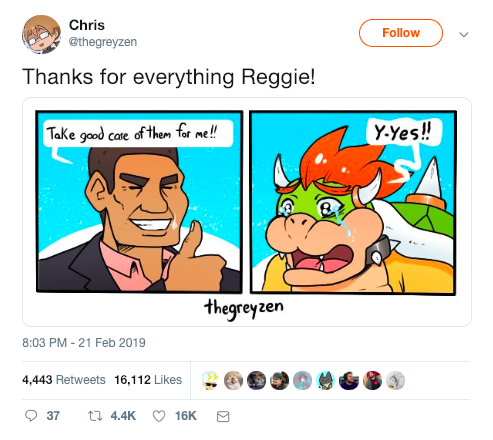 Chris
@thegreyzen
Follow
Thanks for everything Reggie!
Take good care of them for me!!
Y-Yes!!
thegreyzen
8:03 PM - 21 Feb 2019
4,443 Retweets 16,112 Likes
37 4.4K 16K